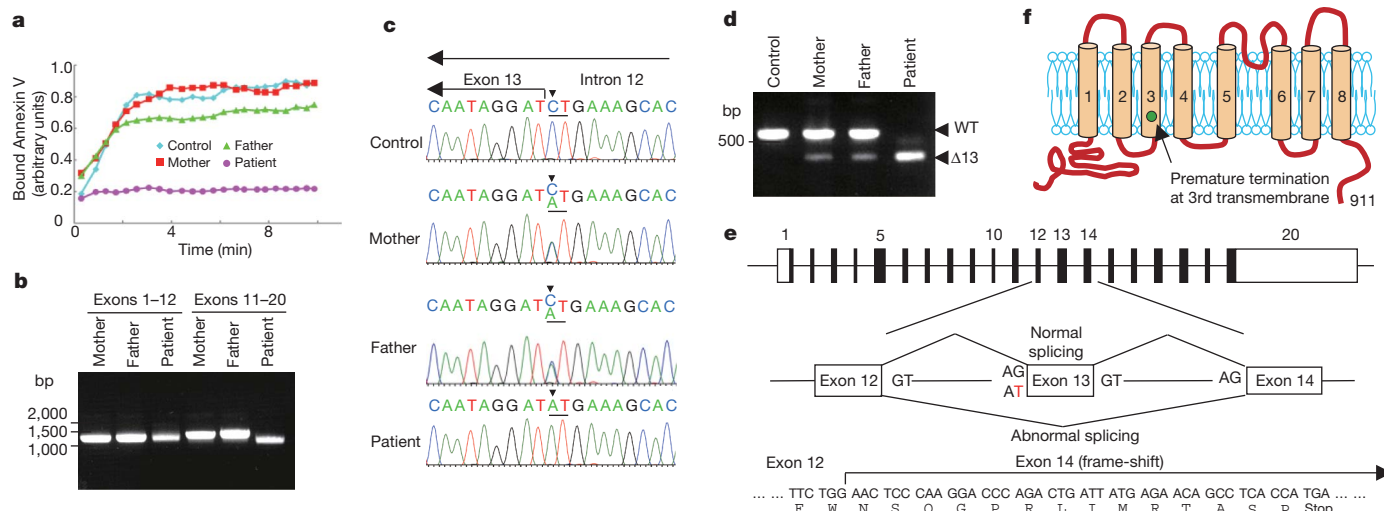 a
Bound Annexin V
(arbitrary units)
1.0
0.8
0.6
0.4
0.2
0
0
4
8
Time (min)
Control
Father
Mother
Patient
b
Exons 1–12
Exons 11–20
Mother
Father
Patient
Mother
Father
Patient
bp
2,000
1,500
1,000
c
Exon 13
Intron 12
CAATAGGATCTGAAAGCAC
Control
CAATAGGATCTGAAAGCAC
A
Mother
CAATAGGATCTGAAAGCAC
A
Father
CAATAGGATATGAAAGCAC
Patient
d
Control
Mother
Father
Patient
bp
500
WT
Δ13
e
1
5
10
12
13
14
20
Normal
splicing
Exon 12
GT
AG
AT
Exon 13
GT
AG
Exon 14
Abnormal splicing
Exon 12
Exon 14 (frame-shift)
... ... TTC TGG AAC TCC CAA GGA CCC AGA CTG ATT ATG AGA ACA GCC TCA CCA TGA ... ...
F W N S Q G P R L I M R T A S P Stop
f
1
2
3
4
5
6
7
8
Premature termination
at 3rd transmembrane
911